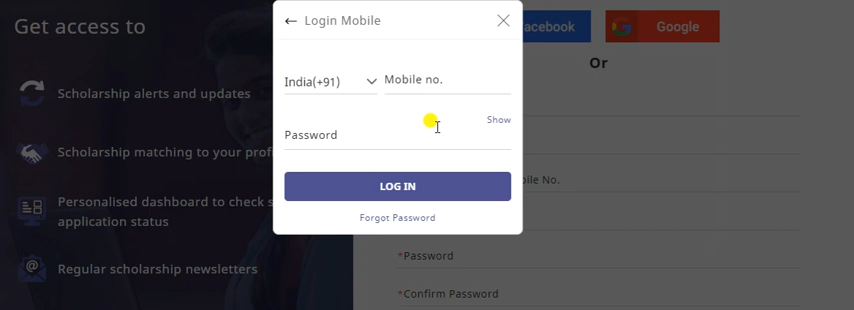 Get access to
Scholarship alerts and updates
Scholarship matching to your
Personalised dashboard to check
application status
Regular scholarship newsletters
← Login Mobile
India(+91)
Mobile no.
Show
Password
LOG IN
Forgot Password
acebook
G Google
Or
bile No.
*Password
*Confirm Password